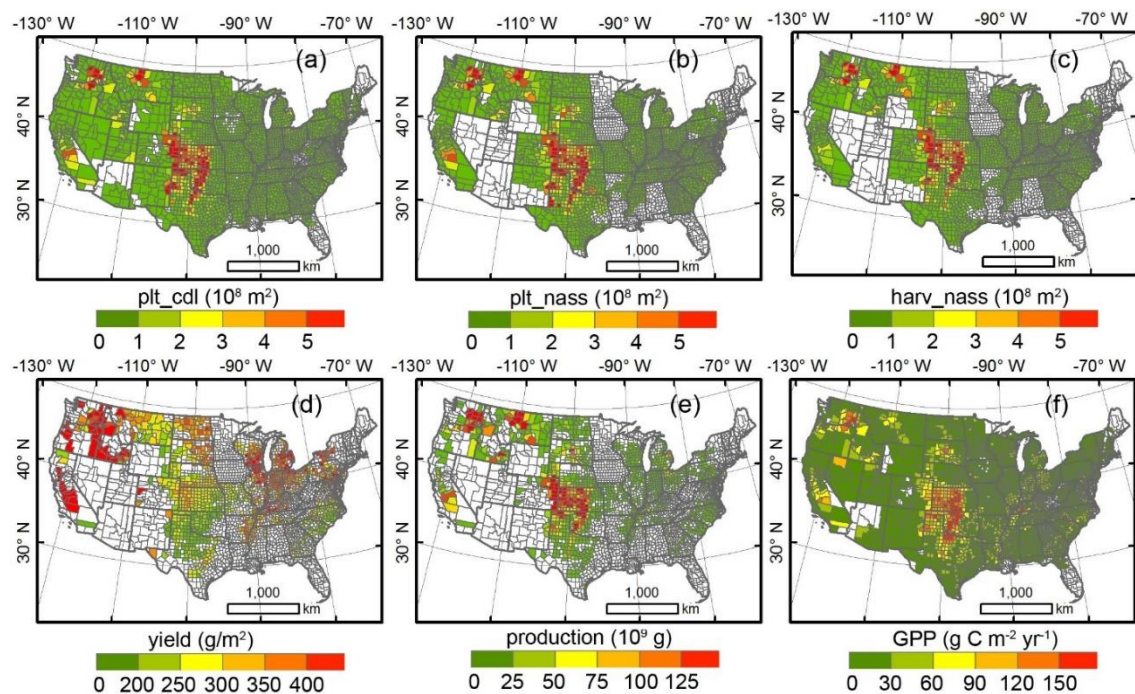 -130° W -110° W -90° W -70° W
-130° W -110° W -90° W -70° W
-130° W -110° W -90° W -70° W
(a)
(b)
(c)
40° N
30° N
40° N
30° N
40° N
30° N
1,000
km
1,000
km
1,000
km
plt_cdl (10⁸ m²)
plt_nass (10⁸ m²)
harv_nass (10⁸ m²)
0 1 2 3 4 5
0 1 2 3 4 5
0 1 2 3 4 5
-130° W -110° W -90° W -70° W
-130° W -110° W -90° W -70° W
-130° W -110° W -90° W -70° W
(d)
(e)
(f)
40° N
30° N
40° N
30° N
40° N
30° N
1,000
km
1,000
km
1,000
km
yield (g/m²)
production (10⁹ g)
GPP (g C m⁻² yr⁻¹)
0 200 250 300 350 400
0 25 50 75 100 125
0 30 60 90 120 150